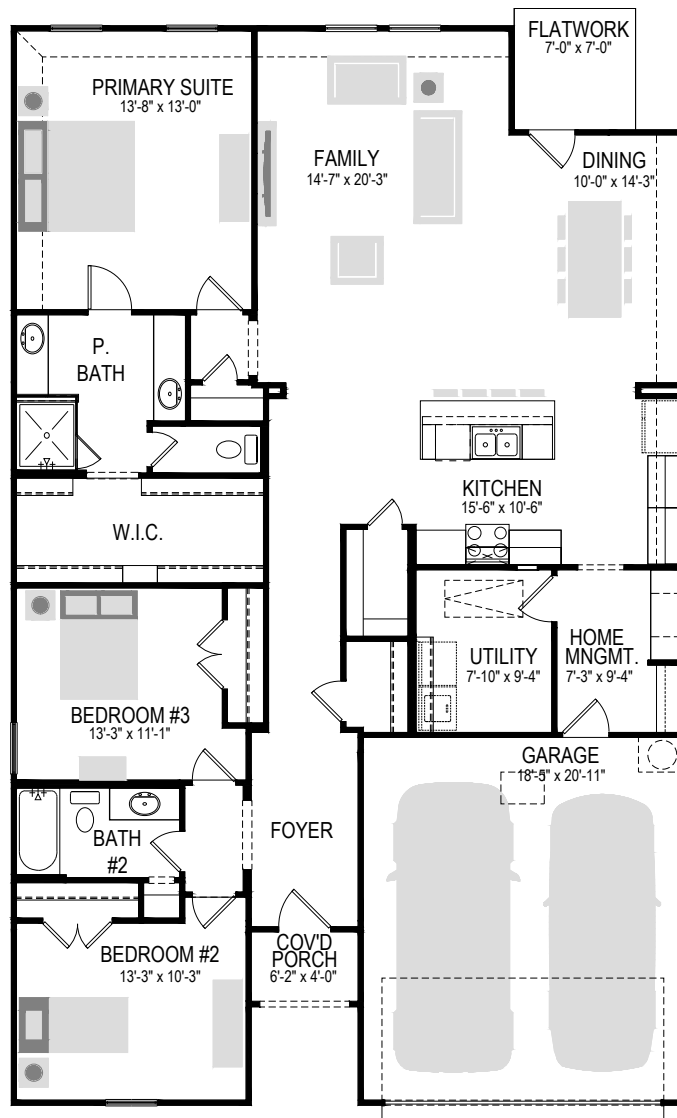 FLATWORK
7'-0" x 7'-0"
PRIMARY SUITE
13'-8" x 13'-0"
FAMILY
14'-7" x 20'-3"
DINING
10'-0" x 14'-3"
P.
BATH
KITCHEN
15'-6" x 10'-6"
W.I.C.
UTILITY
7'-10" x 9'-4"
HOME
MNGMT.
7'-3" x 9'-4"
BEDROOM #3
13'-3" x 11'-1"
GARAGE
18'-5" x 20'-11"
FOYER
BATH
#2
BEDROOM #2
13'-3" x 10'-3"
COV'D
PORCH
6'-2" x 4'-0"